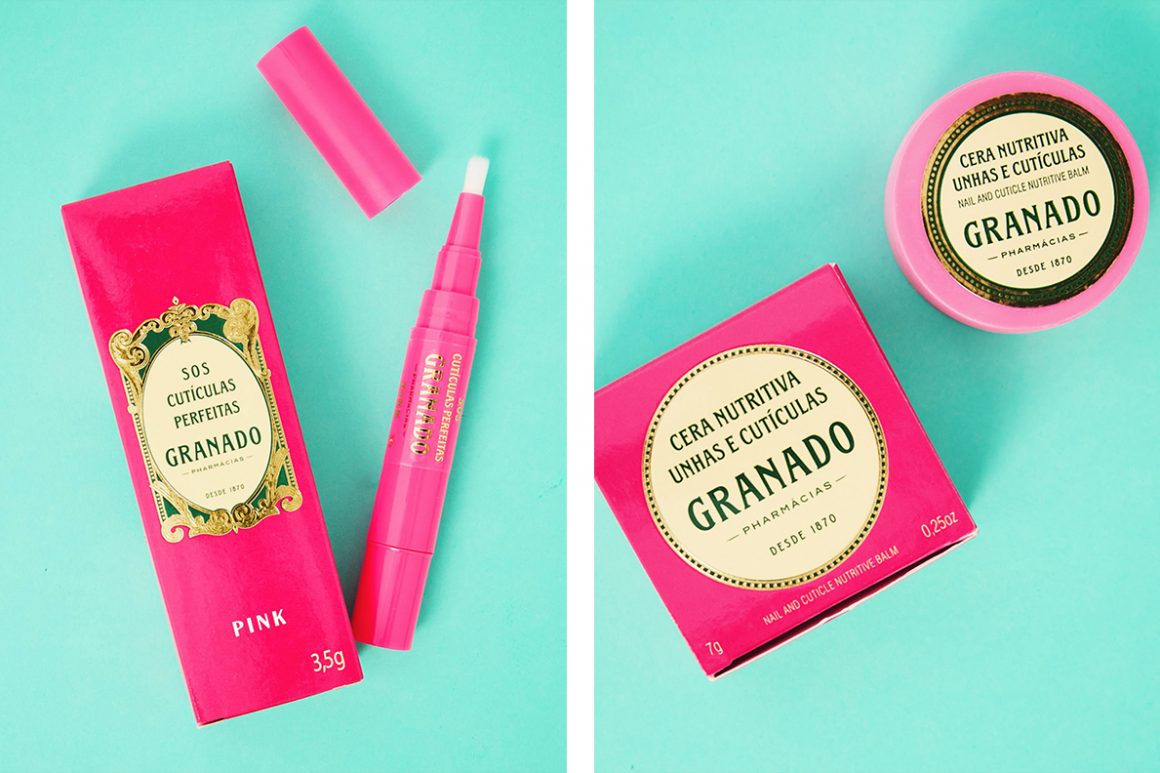 SOS
CUTÍCULAS
PERFEITAS
GRANADO
PHARMÁCIAS
DESDE 1870
PINK
3,5g
SOS
CUTÍCULAS PERFEITAS
GRANADO
PHARMÁCIAS
CERA NUTRITIVA
UNHAS E CUTÍCULAS
NAIL AND CUTICLE NUTRITIVE BALM
GRANADO
PHARMÁCIAS
DESDE 1870
CERA NUTRITIVA
UNHAS E CUTÍCULAS
GRANADO
PHARMÁCIAS
DESDE 1870
NAIL AND CUTICLE NUTRITIVE BALM
7g
0,25oz